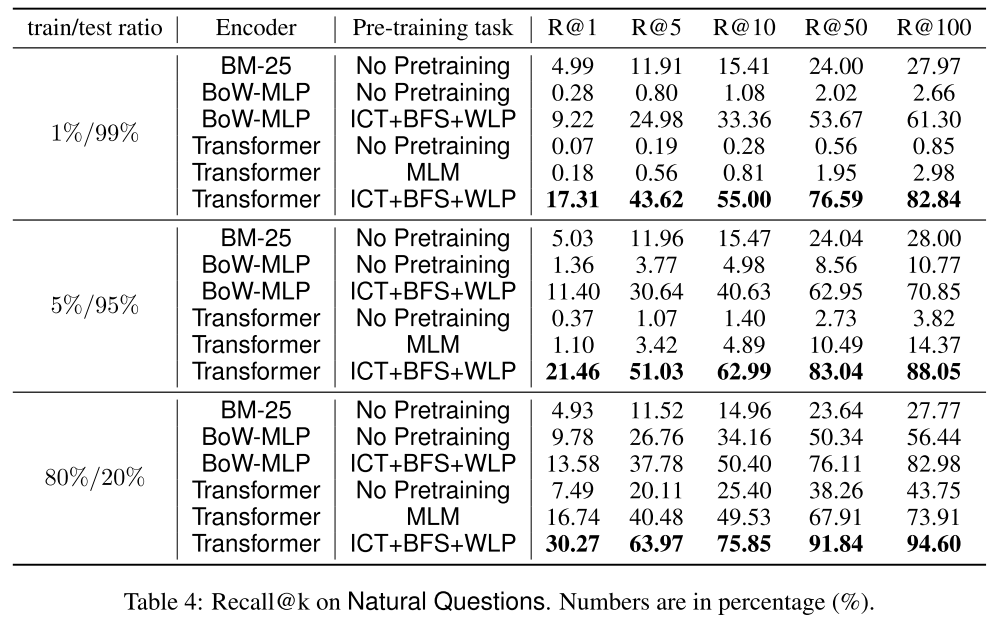 train/test ratio Encoder Pre-training task R@1 R@5 R@10 R@50 R@100
BM-25 No Pretraining 4.99 11.91 15.41 24.00 27.97
BoW-MLP No Pretraining 0.28 0.80 1.08 2.02 2.66
BoW-MLP ICT+BFS+WLP 9.22 24.98 33.36 53.67 61.30
1%/99%
Transformer No Pretraining 0.07 0.19 0.28 0.56 0.85
Transformer MLM 0.18 0.56 0.81 1.95 2.98
Transformer ICT+BFS+WLP 17.31 43.62 55.00 76.59 82.84
BM-25 No Pretraining 5.03 11.96 15.47 24.04 28.00
BoW-MLP No Pretraining 1.36 3.77 4.98 8.56 10.77
BoW-MLP ICT+BFS+WLP 11.40 30.64 40.63 62.95 70.85
5%/95%
Transformer No Pretraining 0.37 1.07 1.40 2.73 3.82
Transformer MLM 1.10 3.42 4.89 10.49 14.37
Transformer ICT+BFS+WLP 21.46 51.03 62.99 83.04 88.05
BM-25 No Pretraining 4.93 11.52 14.96 23.64 27.77
BoW-MLP No Pretraining 9.78 26.76 34.16 50.34 56.44
BoW-MLP ICT+BFS+WLP 13.58 37.78 50.40 76.11 82.98
80%/20%
Transformer No Pretraining 7.49 20.11 25.40 38.26 43.75
Transformer MLM 16.74 40.48 49.53 67.91 73.91
Transformer ICT+BFS+WLP 30.27 63.97 75.85 91.84 94.60
Table 4: Recall@k on Natural Questions. Numbers are in percentage (%).